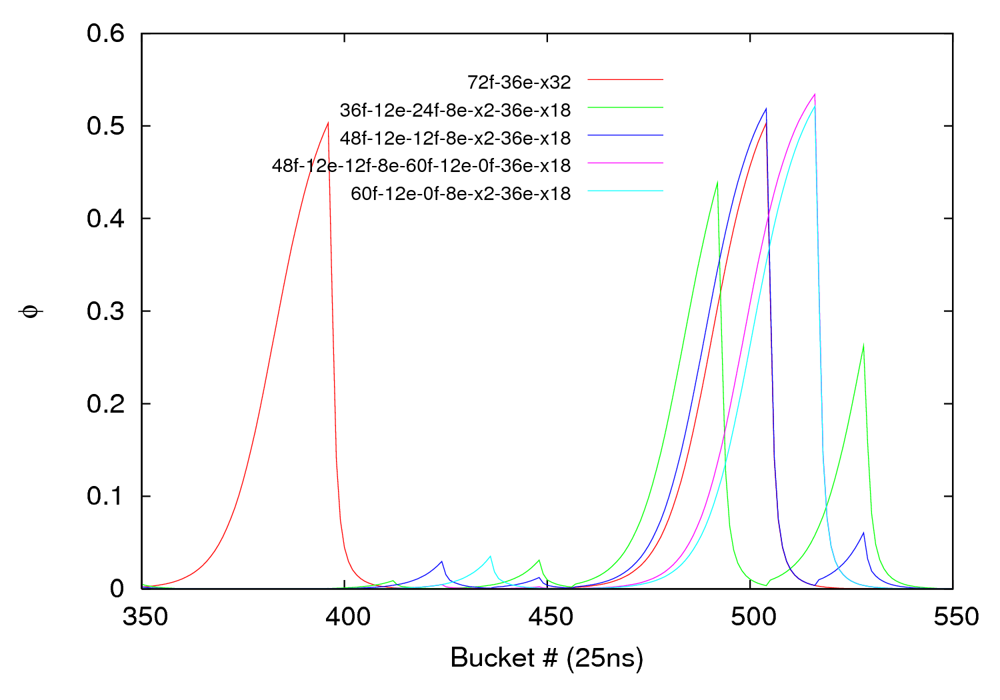 0.6
0.5
0.4
0.3
0.2
0.1
0
72f-36e-x32
36f-12e-24f-8e-x2-36e-x18
48f-12e-12f-8e-x2-36e-x18
48f-12e-12f-8e-60f-12e-0f-36e-x18
60f-12e-0f-8e-x2-36e-x18
ϕ
350 400 450 500 550
Bucket # (25ns)